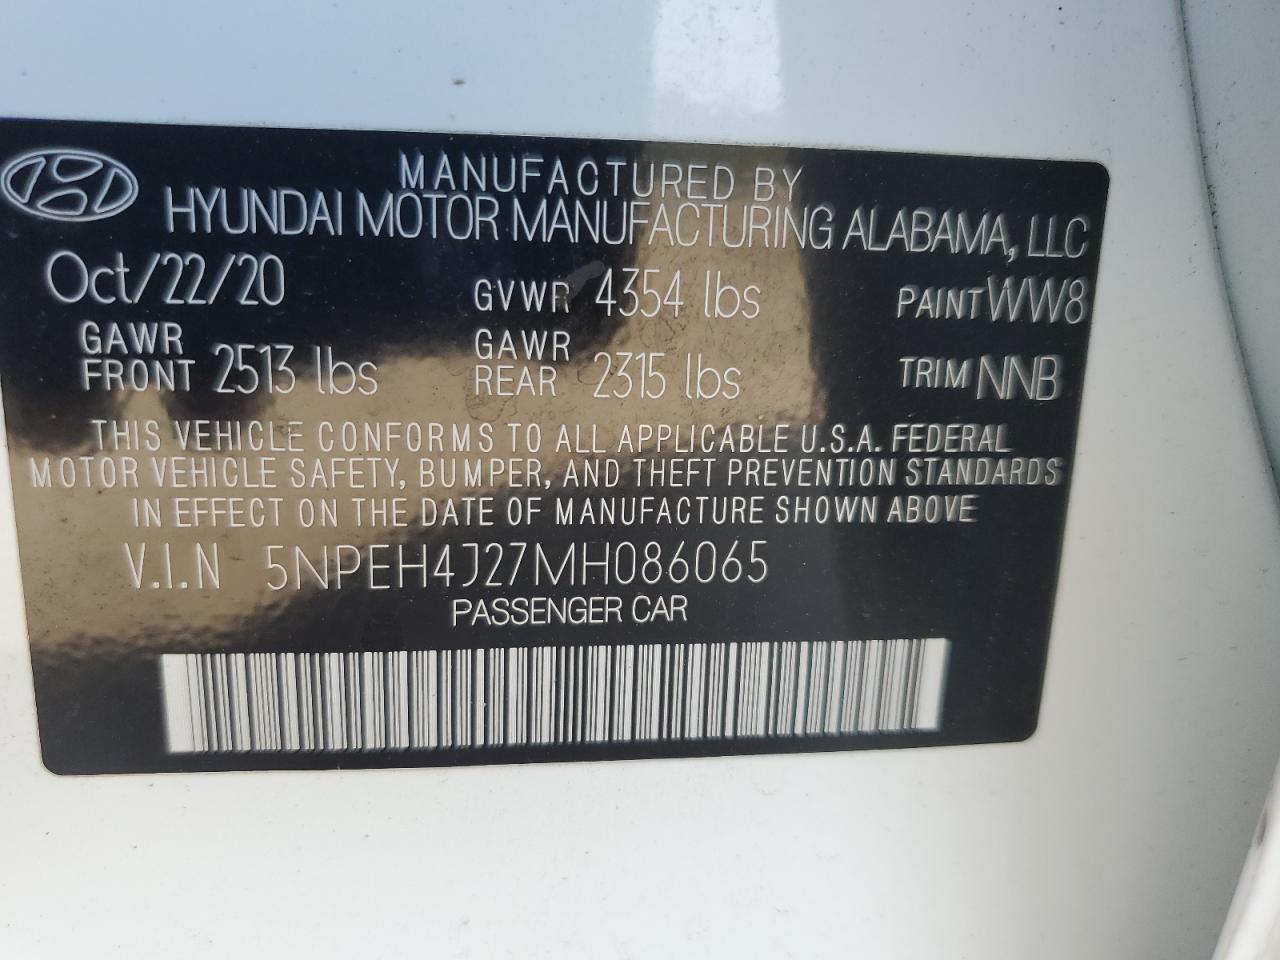 MANUFACTURED BY
HYUNDAI MOTOR MANUFACTURING ALABAMA, LLC
Oct/22/20 GVWR 4354 lbs PAINT WW8
GAWR FRONT 2513 lbs GAWR REAR 2315 lbs TRIM NNB
THIS VEHICLE CONFORMS TO ALL APPLICABLE U.S.A. FEDERAL
MOTOR VEHICLE SAFETY, BUMPER, AND THEFT PREVENTION STANDARDS
IN EFFECT ON THE DATE OF MANUFACTURE SHOWN ABOVE
V.I.N 5NPEH4J27MH086065
PASSENGER CAR